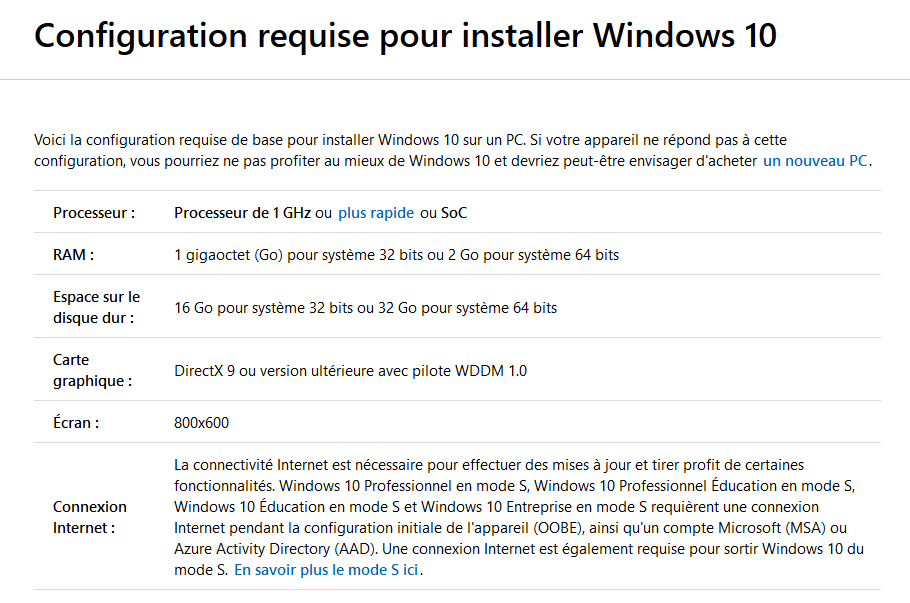 Configuration requise pour installer Windows 10
Voici la configuration requise de base pour installer Windows 10 sur un PC. Si votre appareil ne répond pas à cette
configuration, vous pourriez ne pas profiter au mieux de Windows 10 et devriez peut-être envisager d'acheter un nouveau PC.
Processeur : Processeur de 1 GHz ou plus rapide ou SoC
RAM : 1 gigaoctet (Go) pour système 32 bits ou 2 Go pour système 64 bits
Espace sur le
disque dur :
16 Go pour système 32 bits ou 32 Go pour système 64 bits
Carte
graphique :
DirectX 9 ou version ultérieure avec pilote WDDM 1.0
Écran : 800x600
Connexion
Internet :
La connectivité Internet est nécessaire pour effectuer des mises à jour et tirer profit de certaines
fonctionnalités. Windows 10 Professionnel en mode S, Windows 10 Professionnel Éducation en mode S,
Windows 10 Éducation en mode S et Windows 10 Entreprise en mode S requièrent une connexion
Internet pendant la configuration initiale de l'appareil (OOBE), ainsi qu'un compte Microsoft (MSA) ou
Azure Activity Directory (AAD). Une connexion Internet est également requise pour sortir Windows 10 du
mode S. En savoir plus le mode S ici.